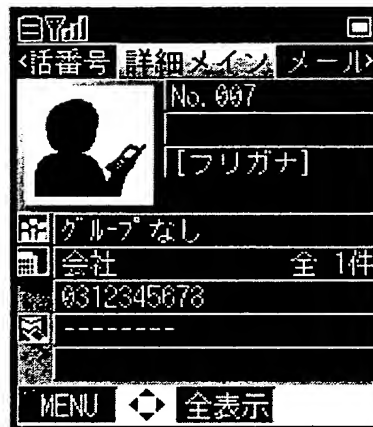 <話番号 詳細メイン メール>
No.007
[フリガナ]
グループなし
会社 全 1件
0312345678
--------
MENU 全表示